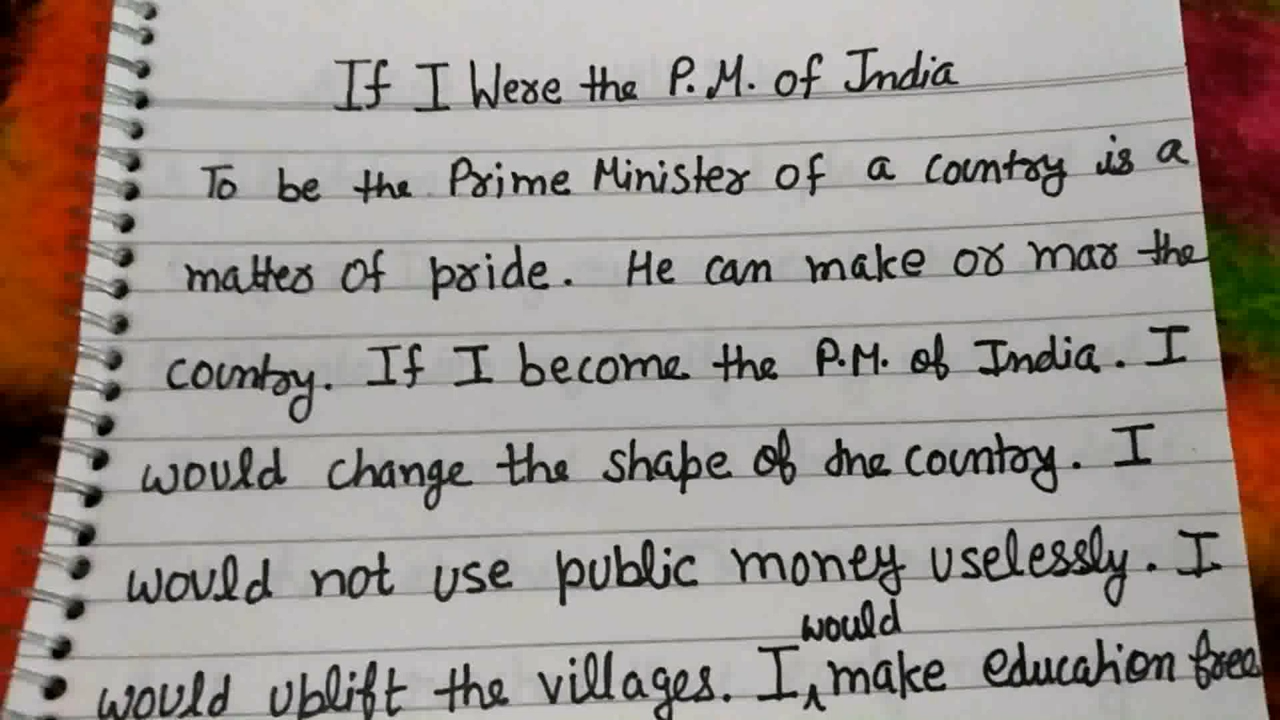 If I Were the P.M. of India
To be the Prime Minister of a country is a
matter of pride. He can make or mar the
country. If I become the P.M. of India. I
would change the shape of the country. I
would not use public money uselessly. I
would uplift the villages. I would make education free